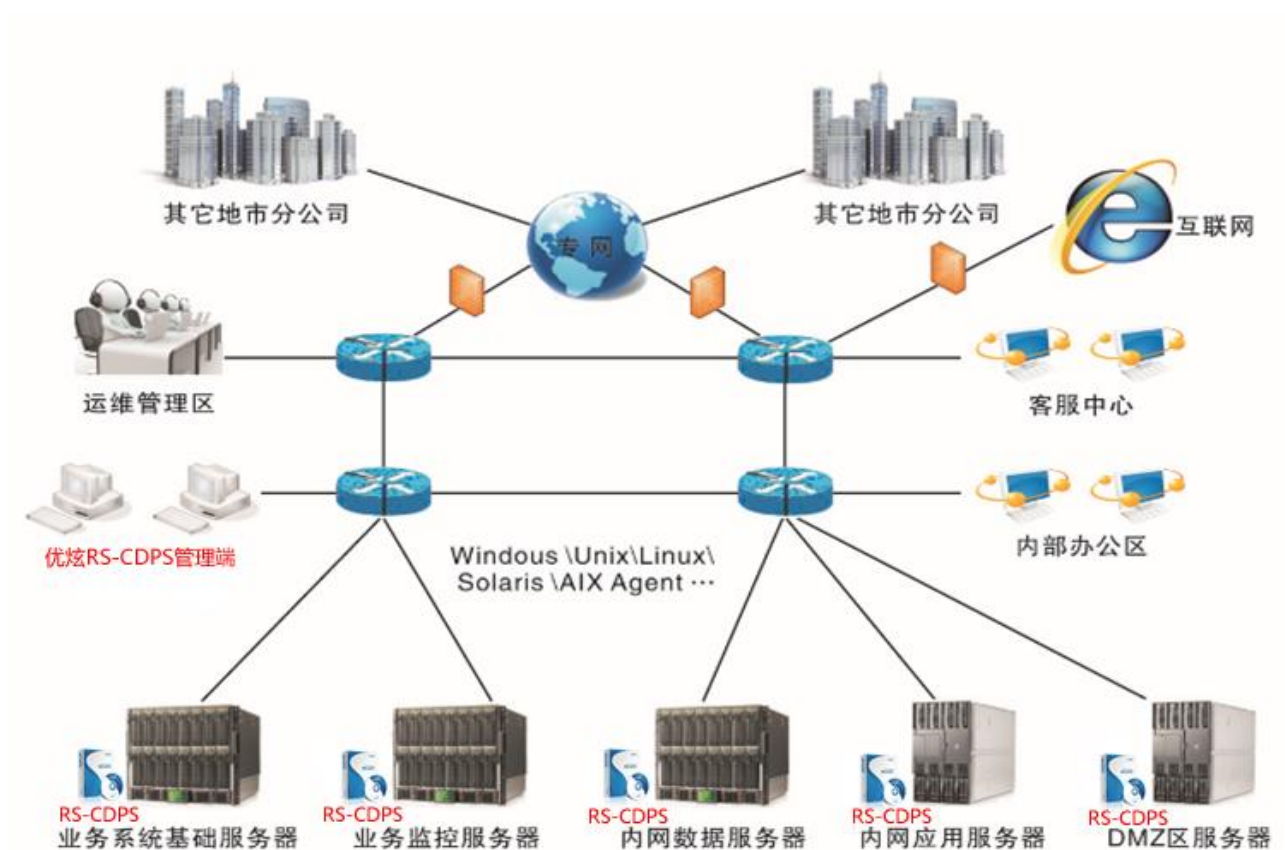 其它地市分公司
其它地市分公司
专网
互联网
运维管理区
客服中心
优炫RS-CDPS管理端
内部办公区
Windous \Unix\Linux\
Solaris \AIX Agent ···
RS-CDPS
业务系统基础服务器
RS-CDPS
业务监控服务器
RS-CDPS
内网数据服务器
RS-CDPS
内网应用服务器
RS-CDPS
DMZ区服务器